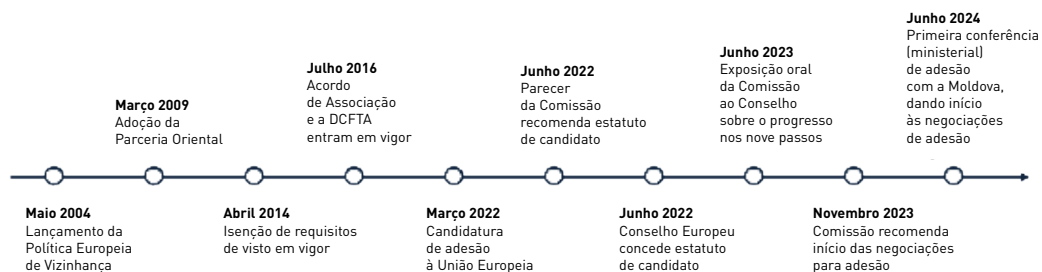 Maio 2004
Lançamento da
Política Europeia
de Vizinhança
Março 2009
Adoção da
Parceria Oriental
Abril 2014
Isenção de requisitos
de visto em vigor
Julho 2016
Acordo
de Associação
e a DCFTA
entram em vigor
Março 2022
Candidatura
de adesão
à União Europeia
Junho 2022
Parecer
da Comissão
recomenda estatuto
de candidato
Junho 2022
Conselho Europeu
concede estatuto
de candidato
Junho 2023
Exposição oral
da Comissão
ao Conselho
sobre o progresso
nos nove passos
Novembro 2023
Comissão recomenda
início das negociações
para adesão
Junho 2024
Primeira conferência
(ministerial)
de adesão
com a Moldova,
dando início
às negociações
de adesão